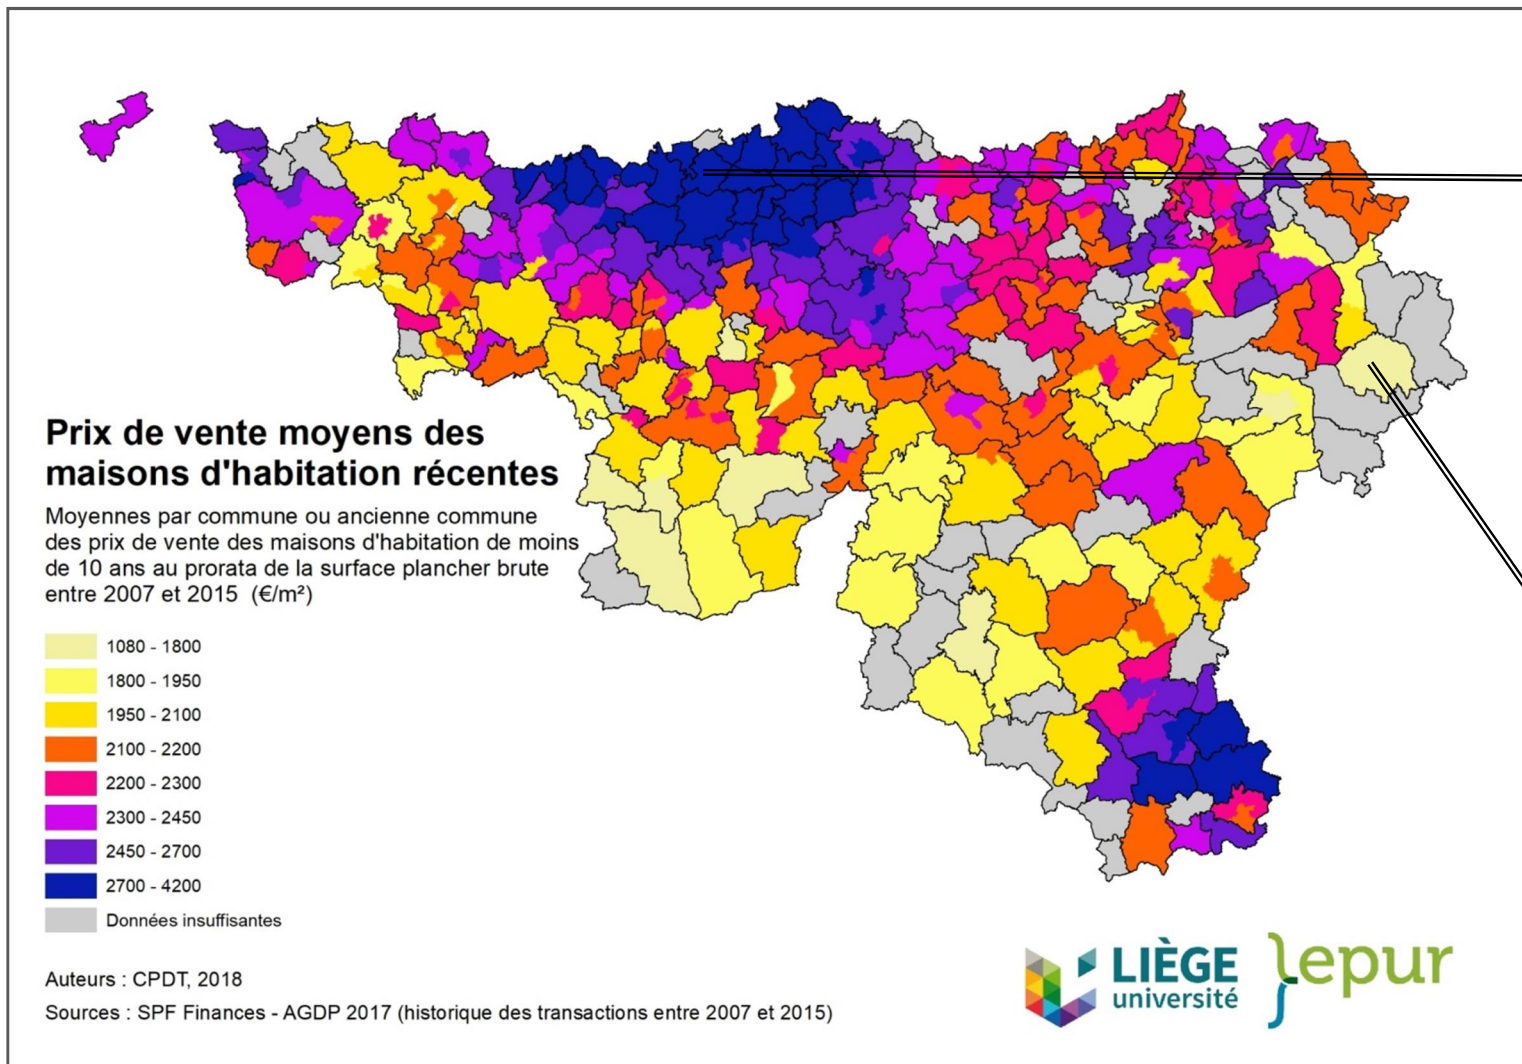 Prix de vente moyens des
maisons d'habitation récentes
Moyennes par commune ou ancienne commune
des prix de vente des maisons d'habitation de moins
de 10 ans au prorata de la surface plancher brute
entre 2007 et 2015 (€/m²)
1080 - 1800
1800 - 1950
1950 - 2100
2100 - 2200
2200 - 2300
2300 - 2450
2450 - 2700
2700 - 4200
Données insuffisantes
Auteurs : CPDT, 2018
Sources : SPF Finances - AGDP 2017 (historique des transactions entre 2007 et 2015)
LIÈGE
université
lepur